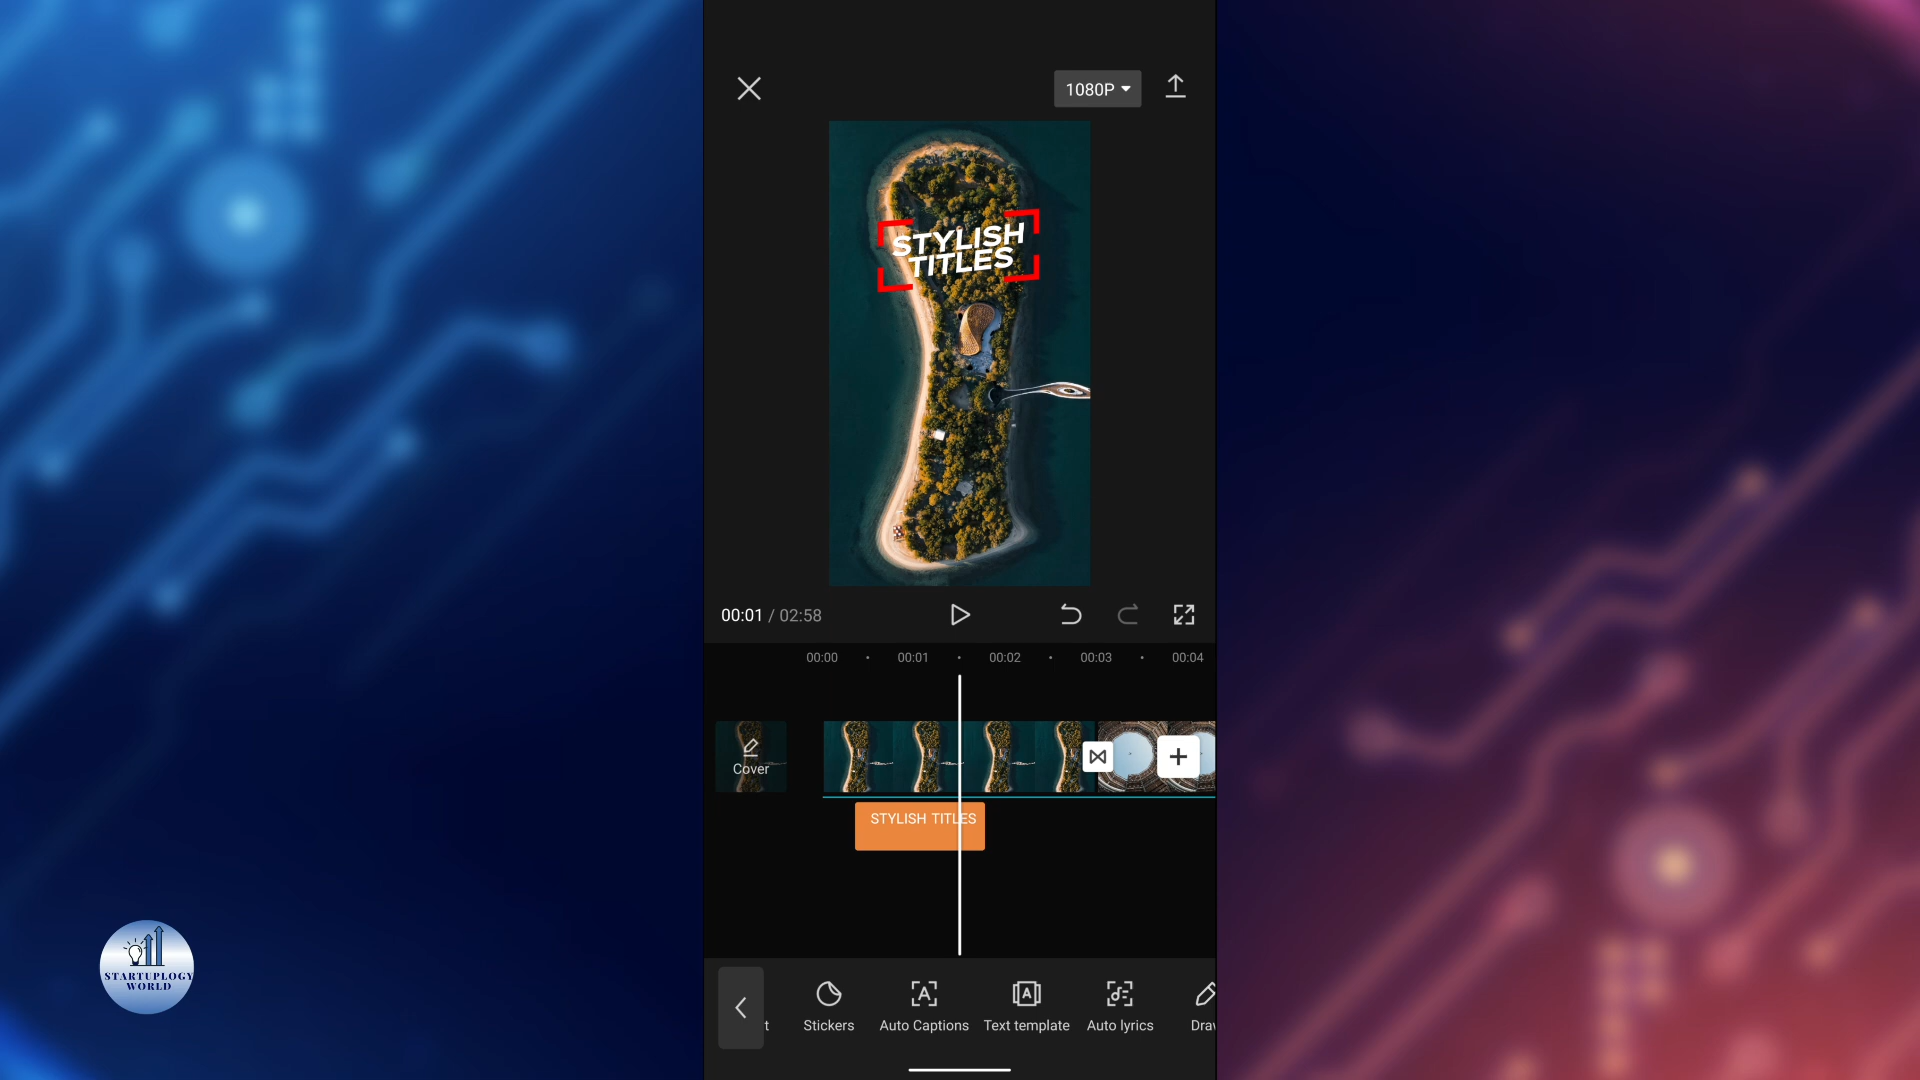 1080P
STYLISH
TITLES
00:01 / 02:58
00:00 00:01 00:02 00:03 00:04
Cover
STYLISH TITLES
t Stickers Auto Captions Text template Auto lyrics Draw
STARTUPLOGY
WORLD